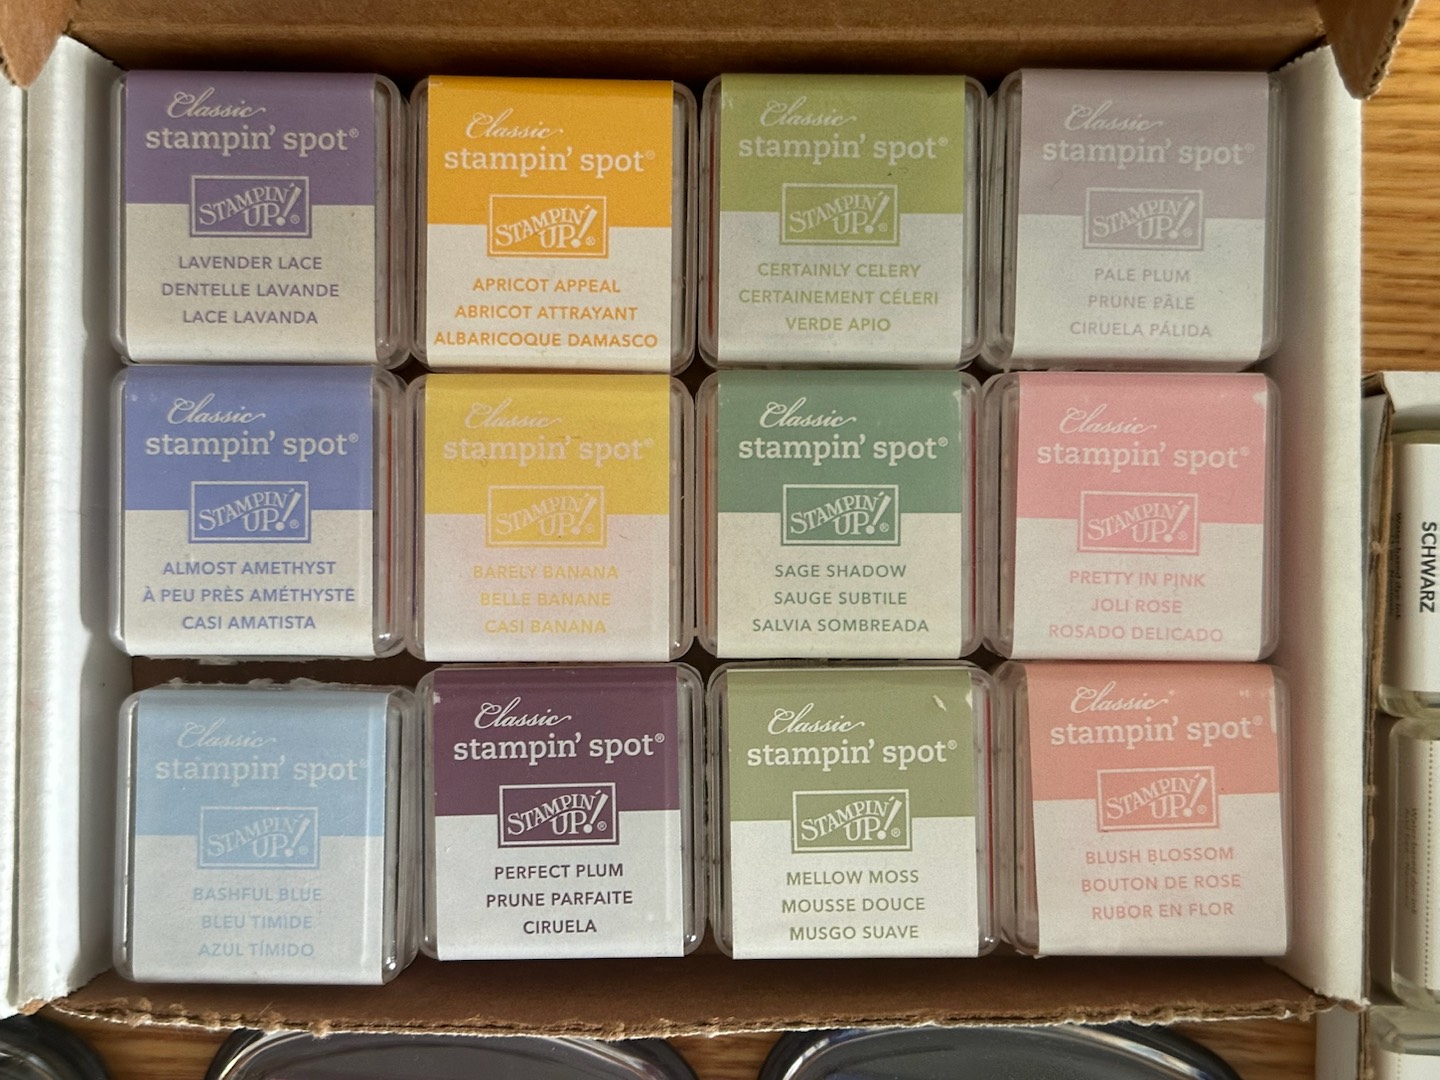 Classic
stampin' spot®
STAMPIN' UP!®
LAVENDER LACE
DENTELLE LAVANDE
LACE LAVANDA
Classic
stampin' spot®
STAMPIN' UP!®
APRICOT APPEAL
ABRICOT ATTRAYANT
ALBARICOQUE DAMASCO
Classic
stampin' spot®
STAMPIN' UP!®
CERTAINLY CELERY
CERTAINEMENT CÉLERI
VERDE APIO
Classic
stampin' spot®
STAMPIN' UP!®
PALE PLUM
PRUNE PÂLE
CIRUELA PÁLIDA
Classic
stampin' spot®
STAMPIN' UP!®
ALMOST AMETHYST
À PEU PRÈS AMÉTHYSTE
CASI AMATISTA
Classic
stampin' spot®
STAMPIN' UP!®
BARELY BANANA
BELLE BANANE
CASI BANANA
Classic
stampin' spot®
STAMPIN' UP!®
SAGE SHADOW
SAUGE SUBTILE
SALVIA SOMBREADA
Classic
stampin' spot®
STAMPIN' UP!®
PRETTY IN PINK
JOLI ROSE
ROSADO DELICADO
Classic
stampin' spot®
STAMPIN' UP!®
BASHFUL BLUE
BLEU TIMIDE
AZUL TÍMIDO
Classic
stampin' spot®
STAMPIN' UP!®
PERFECT PLUM
PRUNE PARFAITE
CIRUELA
Classic
stampin' spot®
STAMPIN' UP!®
MELLOW MOSS
MOUSSE DOUCE
MUSGO SUAVE
Classic
stampin' spot®
STAMPIN' UP!®
BLUSH BLOSSOM
BOUTON DE ROSE
RUBOR EN FLOR
SCHWARZ